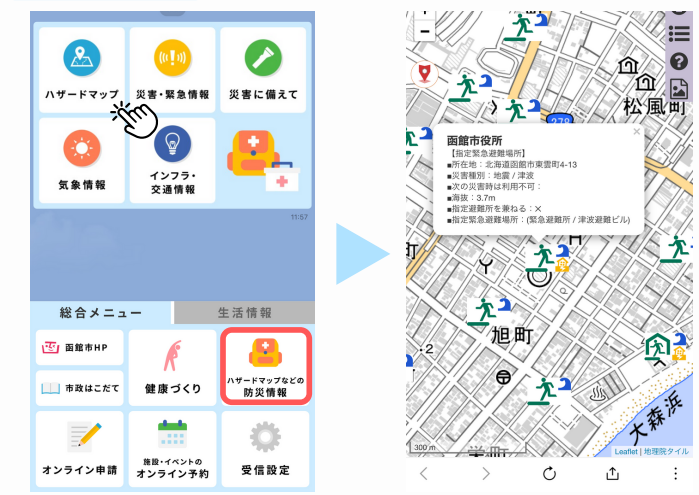 ハザードマップ
災害・緊急情報
災害に備えて
気象情報
インフラ・
交通情報
11:57
総合メニュー
生活情報
函館市HP
市政はこだて
健康づくり
ハザードマップなどの
防災情報
オンライン申請
施設・イベントの
オンライン予約
受信設定
+
−
278
松風町
函館市役所
【指定緊急避難場所】
■所在地：北海道函館市東雲町4-13
■災害種別：地震 / 津波
■次の災害時は利用不可：
■海抜：3.7m
■指定避難所を兼ねる：×
■指定緊急避難場所：(緊急避難所 / 津波避難ビル)
×
町
旭町
·2
大森浜
300 m
栄町
Leaflet | 地理院タイル